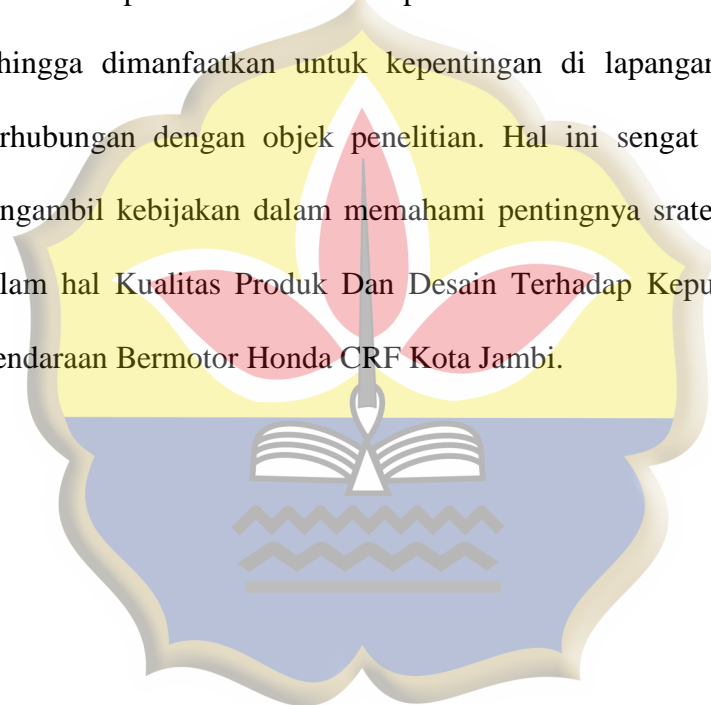 hingga dimanfaatkan untuk kepentingan di lapangan
rhubungan dengan objek penelitian. Hal ini sengat
ngambil kebijakan dalam memahami pentingnya srate
lam hal Kualitas Produk Dan Desain Terhadap Kepu
endaraan Bermotor Honda CRF Kota Jambi.